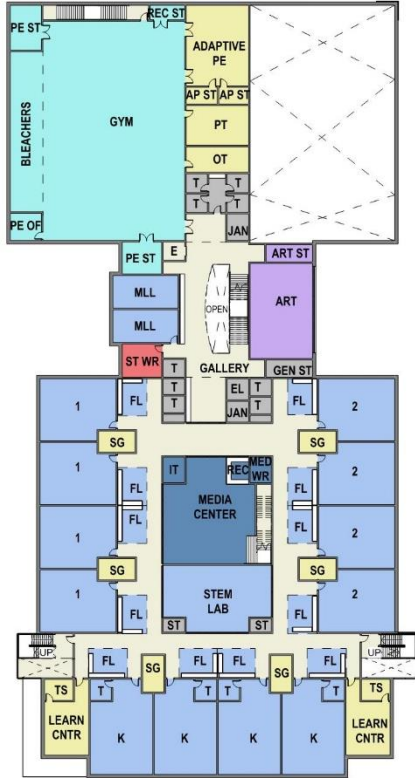 PE ST
REC ST
ADAPTIVE
PE
BLEACHERS
GYM
AP ST
AP ST
PT
OT
T
T
T
T
PE OF
JAN
PE ST
E
ART ST
MLL
OPEN
ART
MLL
ST WR
T
GALLERY
GEN ST
1
FL
T
EL
T
FL
2
T
JAN
T
SG
SG
1
IT
REC
MED
WR
2
FL
FL
MEDIA
CENTER
1
FL
FL
2
SG
SG
1
STEM
LAB
2
FL
FL
ST
ST
UP
UP
FL
FL
FL
FL
SG
SG
TS
T
T
T
T
TS
LEARN
CNTR
K
K
K
K
LEARN
CNTR